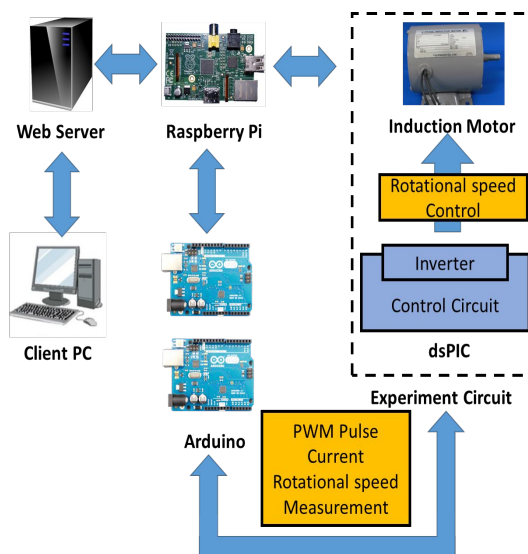 Web Server
Raspberry Pi
Induction Motor
Rotational speed
Control
Inverter
Control Circuit
dsPIC
Client PC
Experiment Circuit
Arduino
PWM Pulse
Current
Rotational speed
Measurement